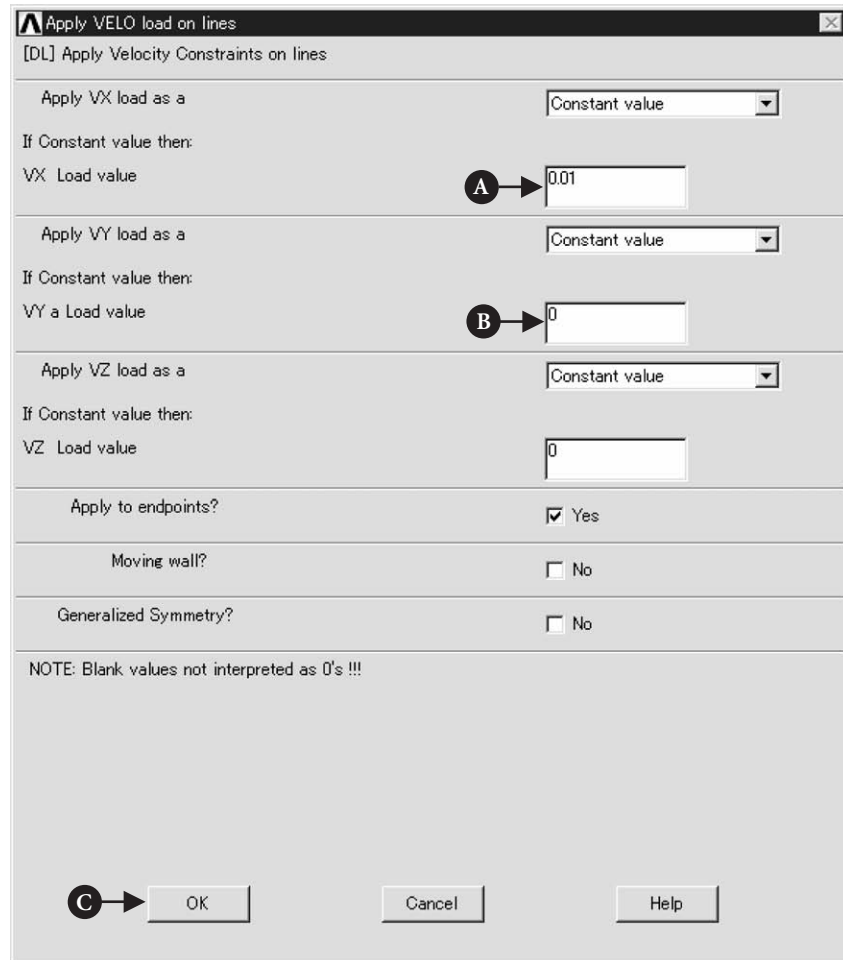 Apply VELO load on lines
[DL] Apply Velocity Constraints on lines
Apply VX load as a Constant value
If Constant value then:
VX Load value A 0.01
Apply VY load as a Constant value
If Constant value then:
VY a Load value B 0
Apply VZ load as a Constant value
If Constant value then:
VZ Load value 0
Apply to endpoints? Yes
Moving wall? No
Generalized Symmetry? No
NOTE: Blank values not interpreted as 0's !!!
C OK Cancel Help